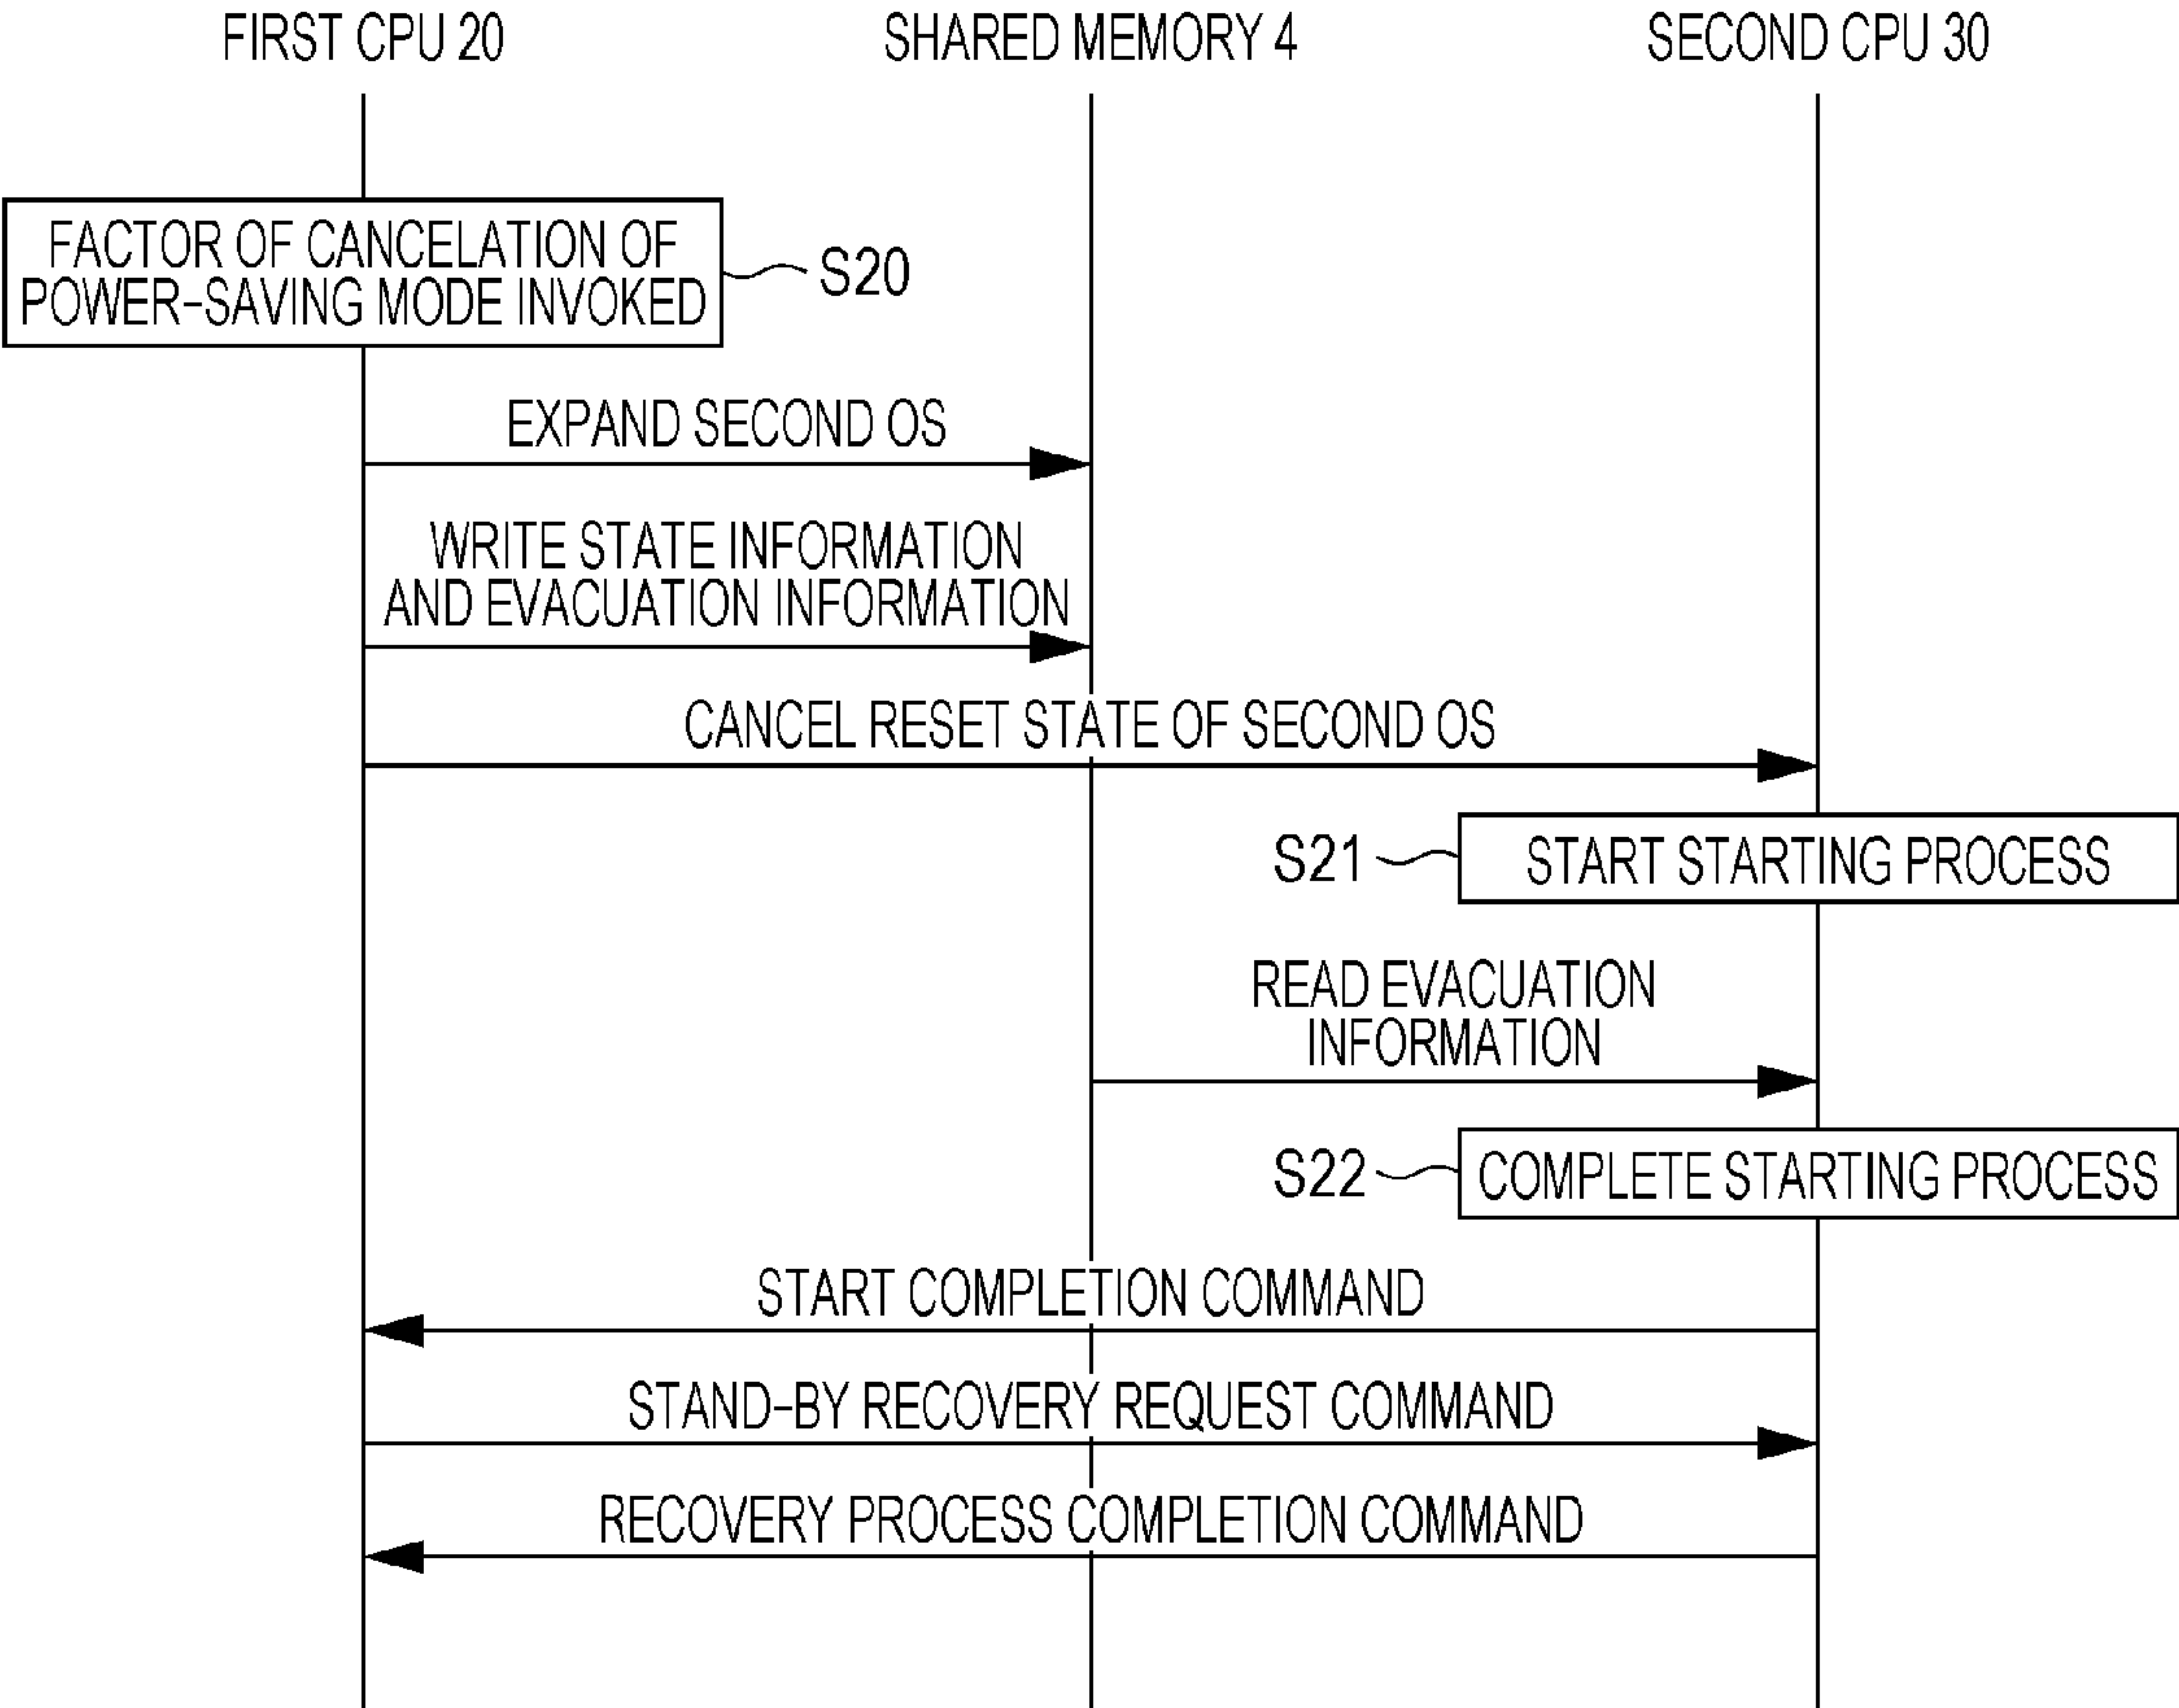 FIRST CPU 20
SHARED MEMORY 4
SECOND CPU 30
FACTOR OF CANCELATION OF
POWER-SAVING MODE INVOKED
S20
EXPAND SECOND OS
WRITE STATE INFORMATION
AND EVACUATION INFORMATION
CANCEL RESET STATE OF SECOND OS
S21
START STARTING PROCESS
READ EVACUATION
INFORMATION
S22
COMPLETE STARTING PROCESS
START COMPLETION COMMAND
STAND-BY RECOVERY REQUEST COMMAND
RECOVERY PROCESS COMPLETION COMMAND